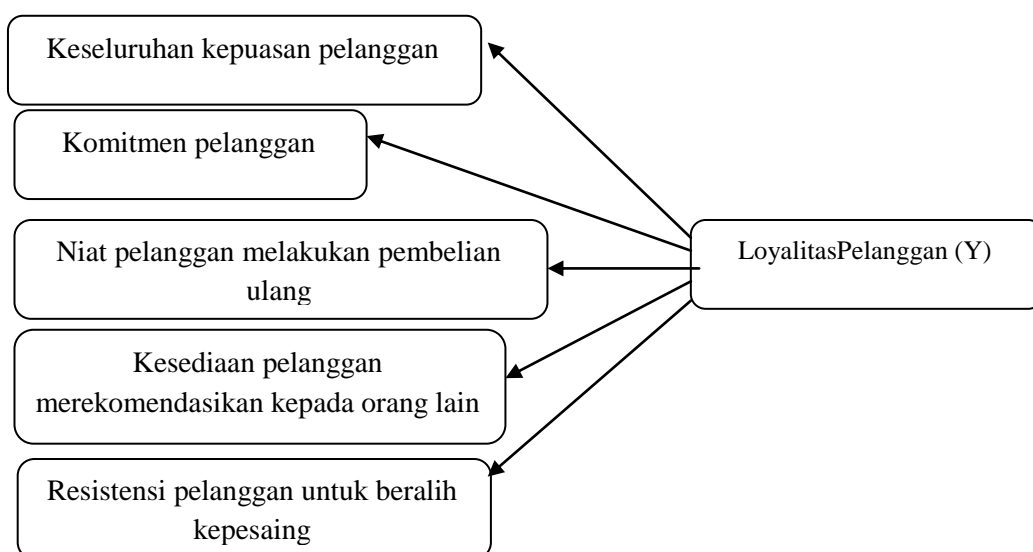 Keseluruhan kepuasan pelanggan
Komitmen pelanggan
Niat pelanggan melakukan pembelian
ulang
Kesediaan pelanggan
merekomendasikan kepada orang lain
Resistensi pelanggan untuk beralih
kepesaing
LoyalitasPelanggan (Y)